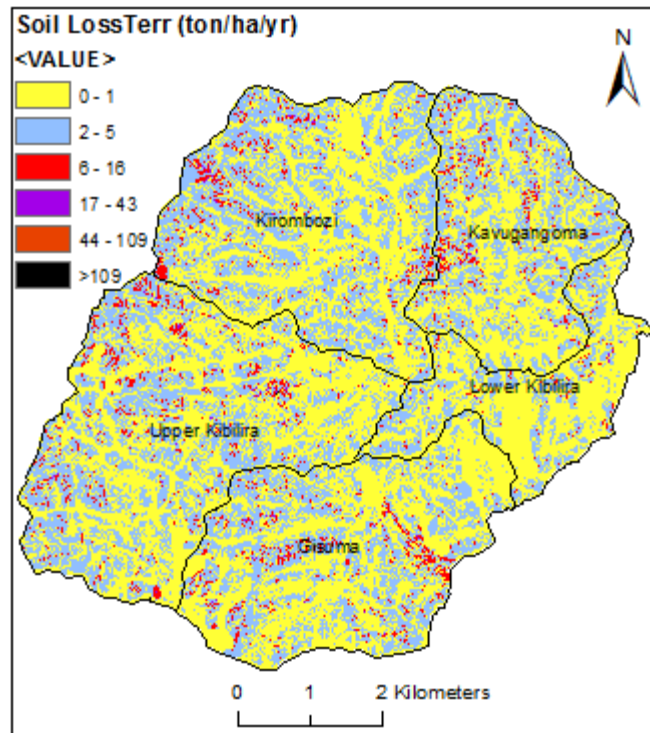 Soil LossTerr (ton/ha/yr)
<VALUE>
0 - 1
2 - 5
6 - 16
17 - 43
44 - 109
>109
N
Kirombozi
Kavugangoma
Lower Kibilira
Upper Kibilira
Gisuma
0 1 2 Kilometers